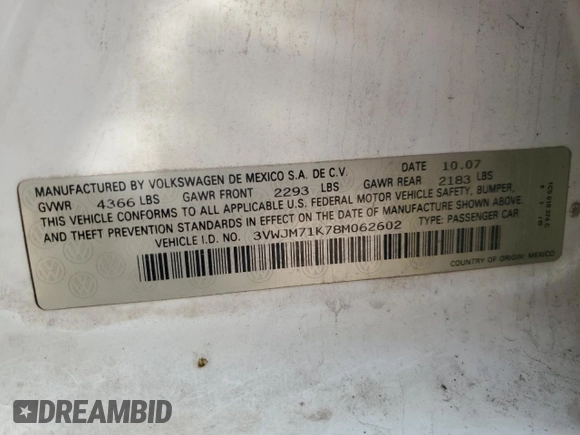 MANUFACTURED BY VOLKSWAGEN DE MEXICO S.A. DE C.V. DATE 10.07
GVWR 4366 LBS GAWR FRONT 2293 LBS GAWR REAR 2183 LBS
THIS VEHICLE CONFORMS TO ALL APPLICABLE U.S. FEDERAL MOTOR VEHICLE SAFETY, BUMPER,
AND THEFT PREVENTION STANDARDS IN EFFECT ON THE DATE OF MANUFACTURE SHOWN ABOVE.
VEHICLE I.D. NO. 3VWJM71K78M062602 TYPE: PASSENGER CAR
COUNTRY OF ORIGIN: MEXICO
DREAMBID